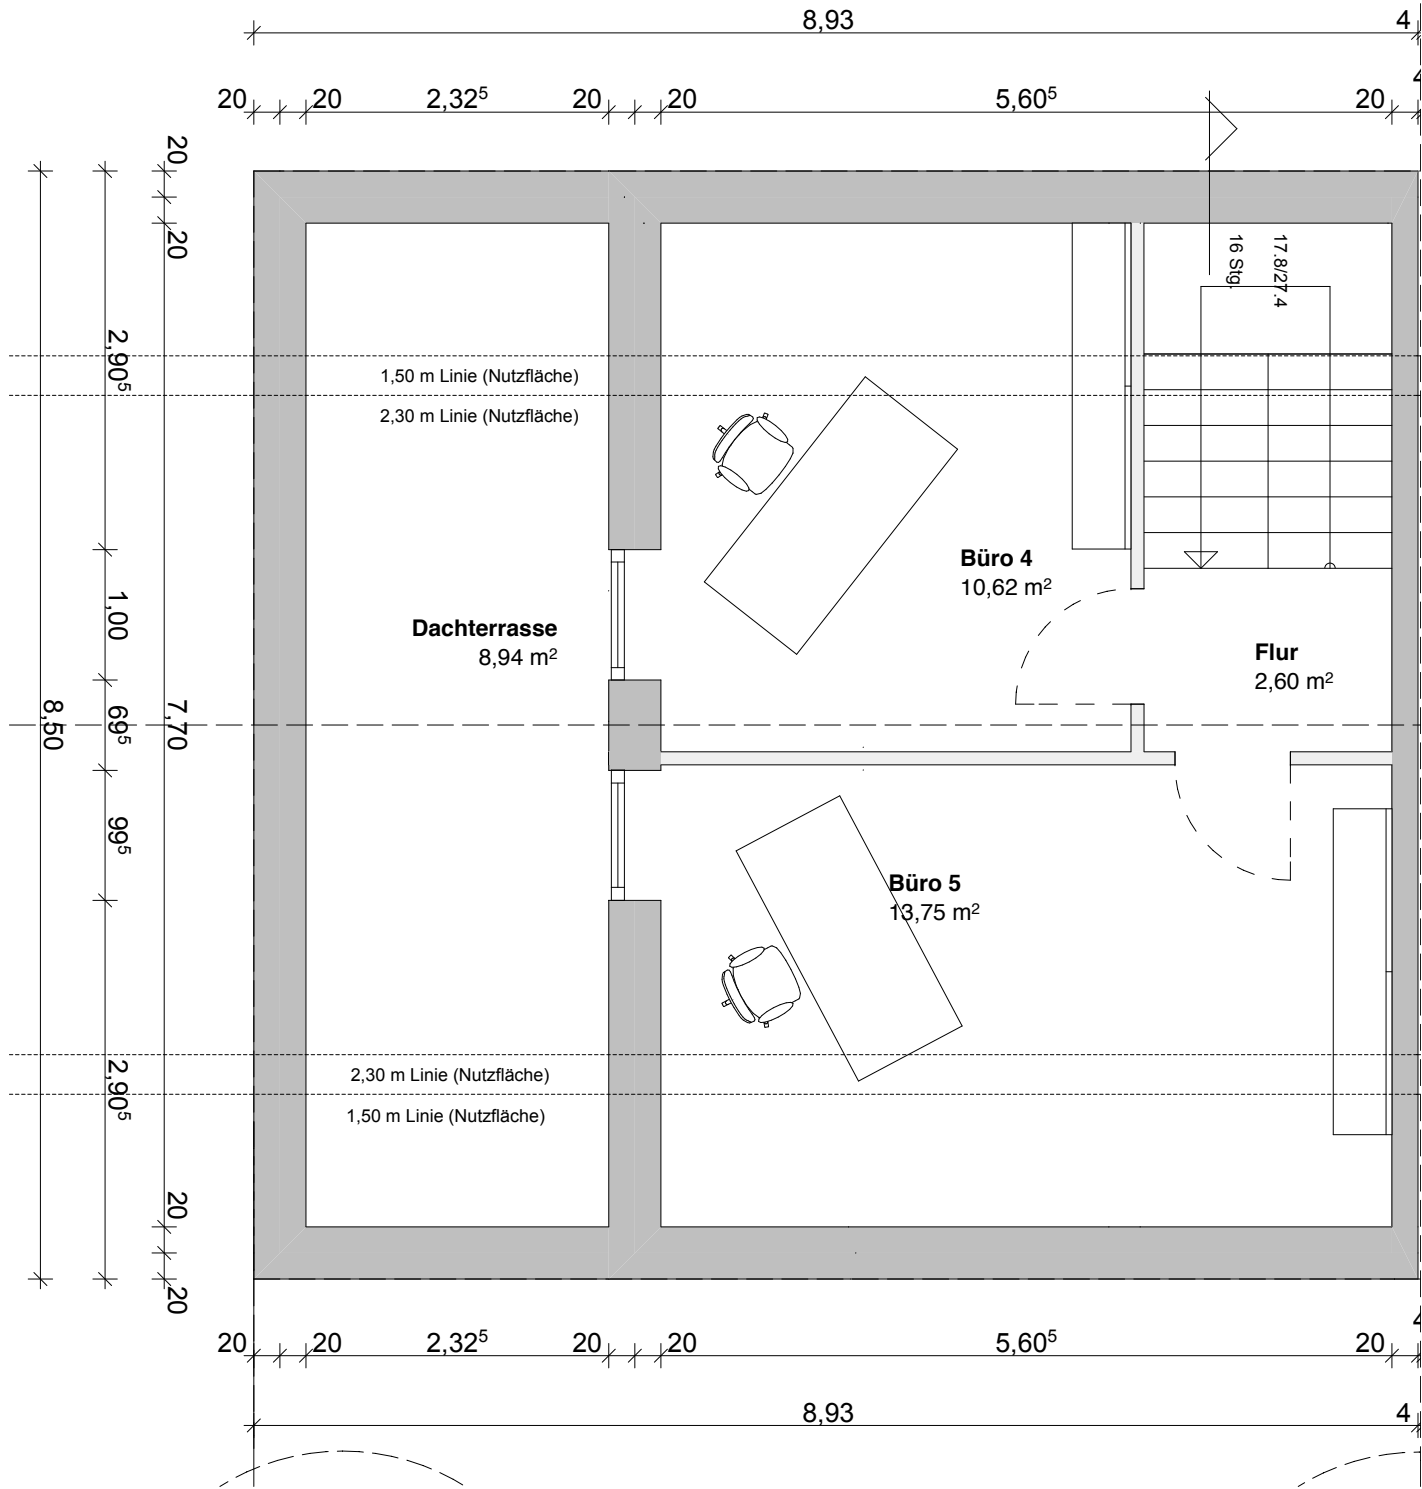 8,93
4
20
20
2,32⁵
20
20
5,60⁵
20
4
20
20
17.8/27.4
16 Stg.
2,90⁵
1,50 m Linie (Nutzfläche)
2,30 m Linie (Nutzfläche)
Büro 4
10,62 m²
1,00
Dachterrasse
8,94 m²
Flur
2,60 m²
8,50
69⁵
7,70
99⁵
Büro 5
13,75 m²
2,90⁵
2,30 m Linie (Nutzfläche)
1,50 m Linie (Nutzfläche)
20
20
20
20
2,32⁵
20
20
5,60⁵
20
4
8,93
4